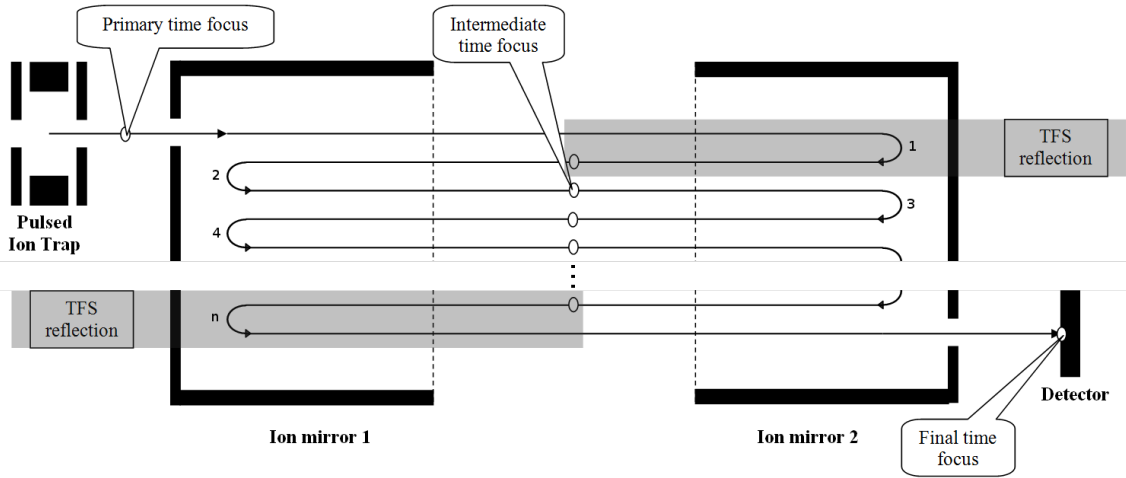 Primary time focus
Intermediate
time focus
TFS
reflection
1
2
3
4
Pulsed
Ion Trap
TFS
reflection
n
Detector
Ion mirror 1
Ion mirror 2
Final time
focus